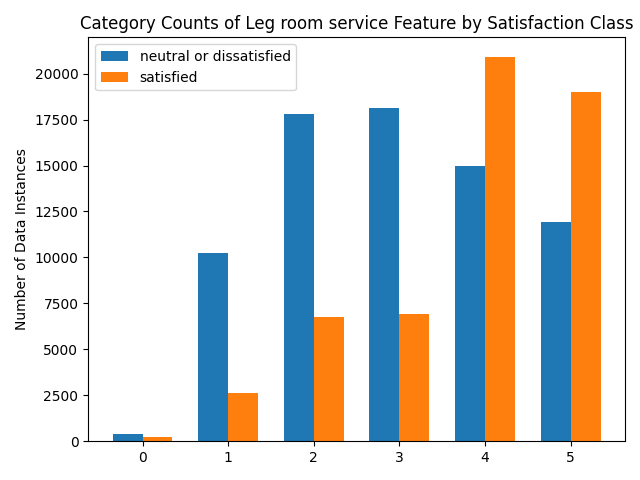 Category Counts of Leg room service Feature by Satisfaction Class
neutral or dissatisfied
satisfied
Number of Data Instances
20000
17500
15000
12500
10000
7500
5000
2500
0
0 1 2 3 4 5